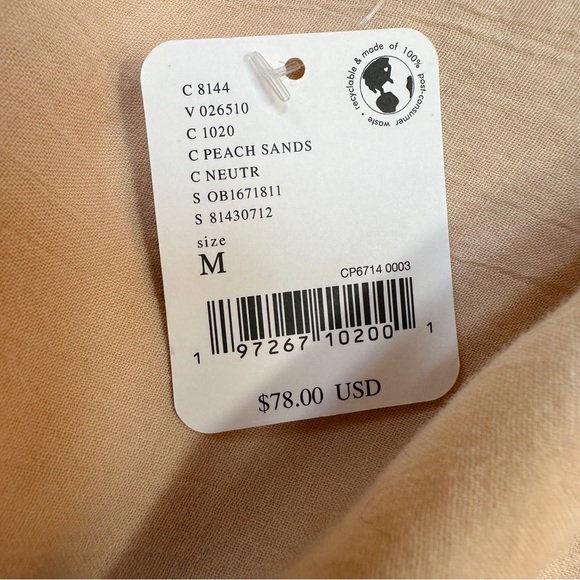 C 8144
V 026510
C 1020
C PEACH SANDS
C NEUTR
S OB1671811
S 81430712
size
M
recyclable & made of 100% post-consumer waste •
CP6714 0003
1 97267 10200 1
$78.00 USD